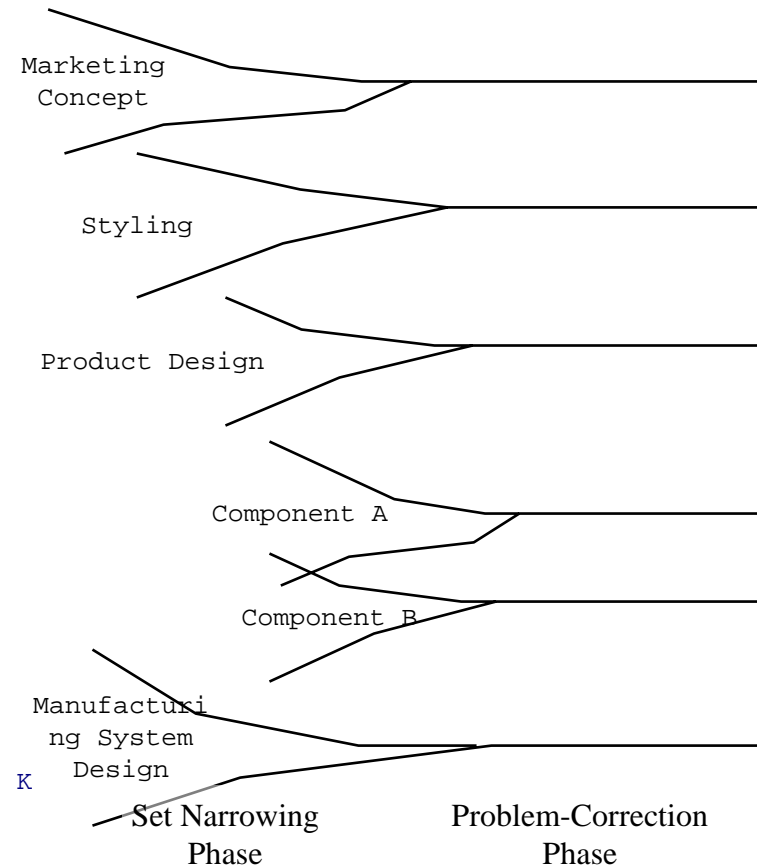 Marketing
Concept
Styling
Product Design
Component A
Component B
Manufacturi
ng System
Design
K
Set Narrowing
Phase
Problem-Correction
Phase